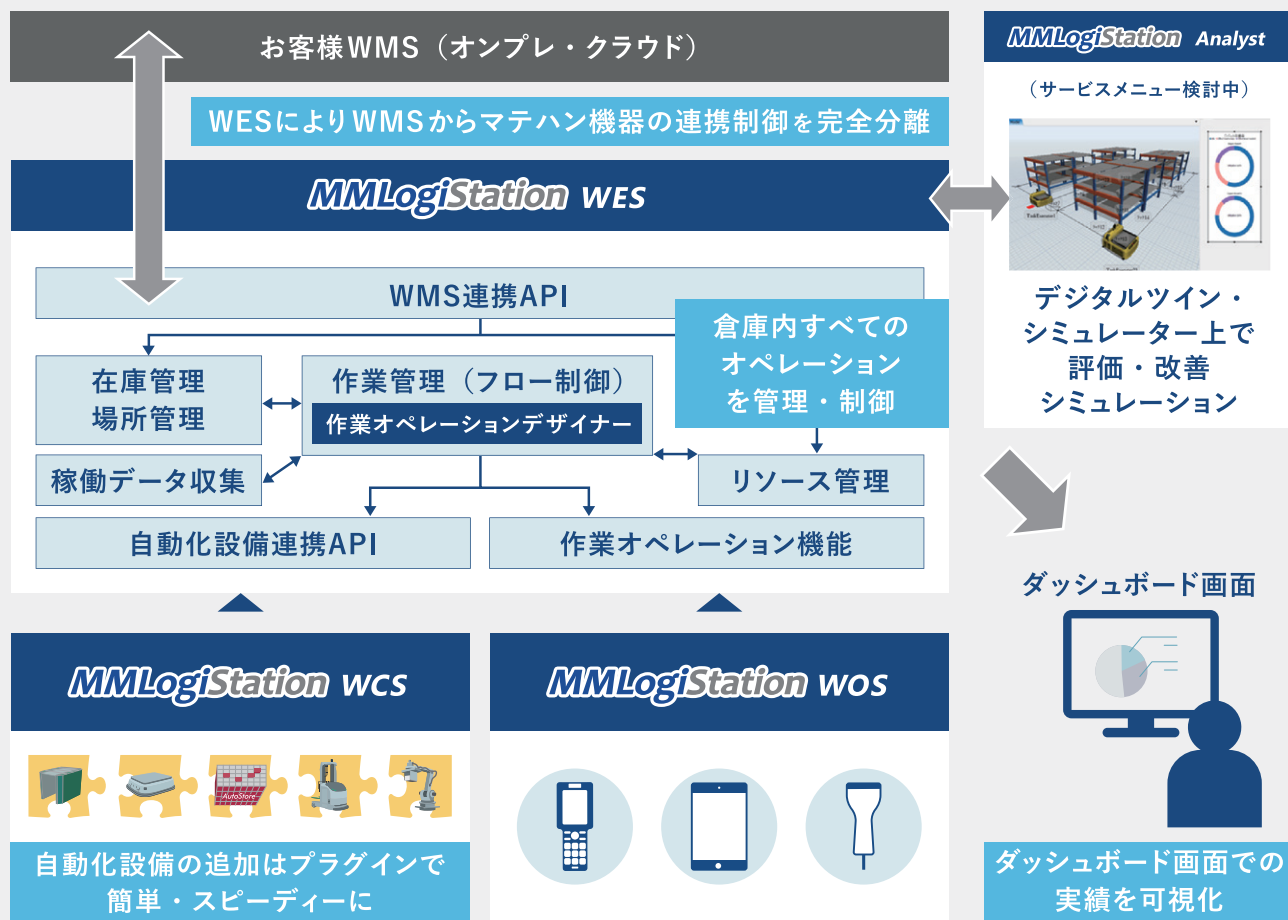 お客様WMS（オンプレ・クラウド）
WESによりWMSからマテハン機器の連携制御を完全分離
MMLogiStation WES
WMS連携API
倉庫内すべての
オペレーション
を管理・制御
在庫管理
場所管理
作業管理（フロー制御）
作業オペレーションデザイナー
稼働データ収集
リソース管理
自動化設備連携API
作業オペレーション機能
MMLogiStation WCS
AutoStore
自動化設備の追加はプラグインで
簡単・スピーディーに
MMLogiStation WOS
MMLogiStation Analyst
（サービスメニュー検討中）
デジタルツイン・
シミュレーター上で
評価・改善
シミュレーション
ダッシュボード画面
ダッシュボード画面での
実績を可視化